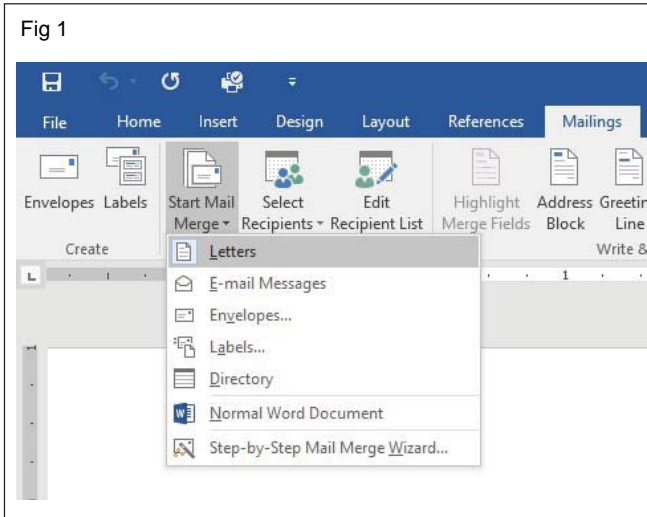 Fig 1
File Home Insert Design Layout References Mailings
Envelopes Labels Start Mail Merge Select Recipients Edit Recipient List Highlight Merge Fields Address Block Greetin Line
Create Write &
L 1
Letters
E-mail Messages
Envelopes...
Labels...
Directory
Normal Word Document
Step-by-Step Mail Merge Wizard...
1